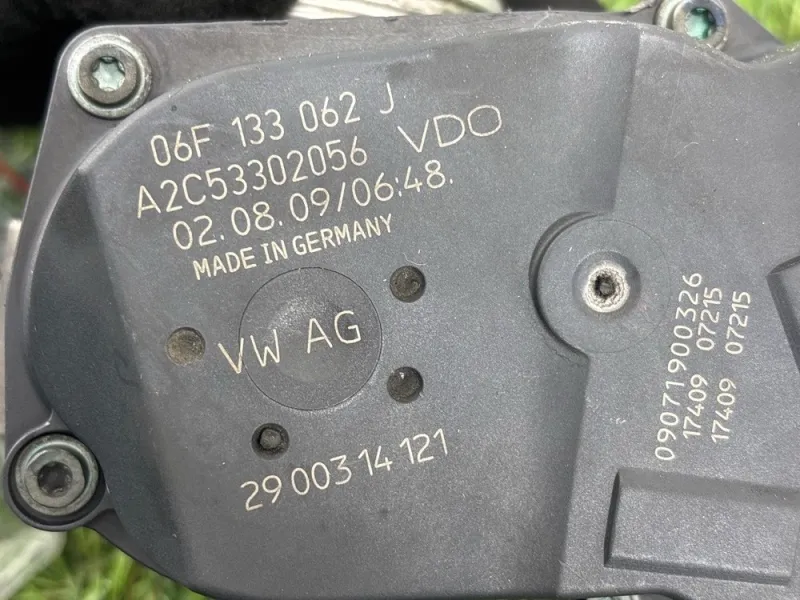 06F 133 062 J
A2C53302056 VDO
02.08.09/06:48.
MADE IN GERMANY
VW AG
29 003 14 121
09071900326
17409 07215
17409 07215